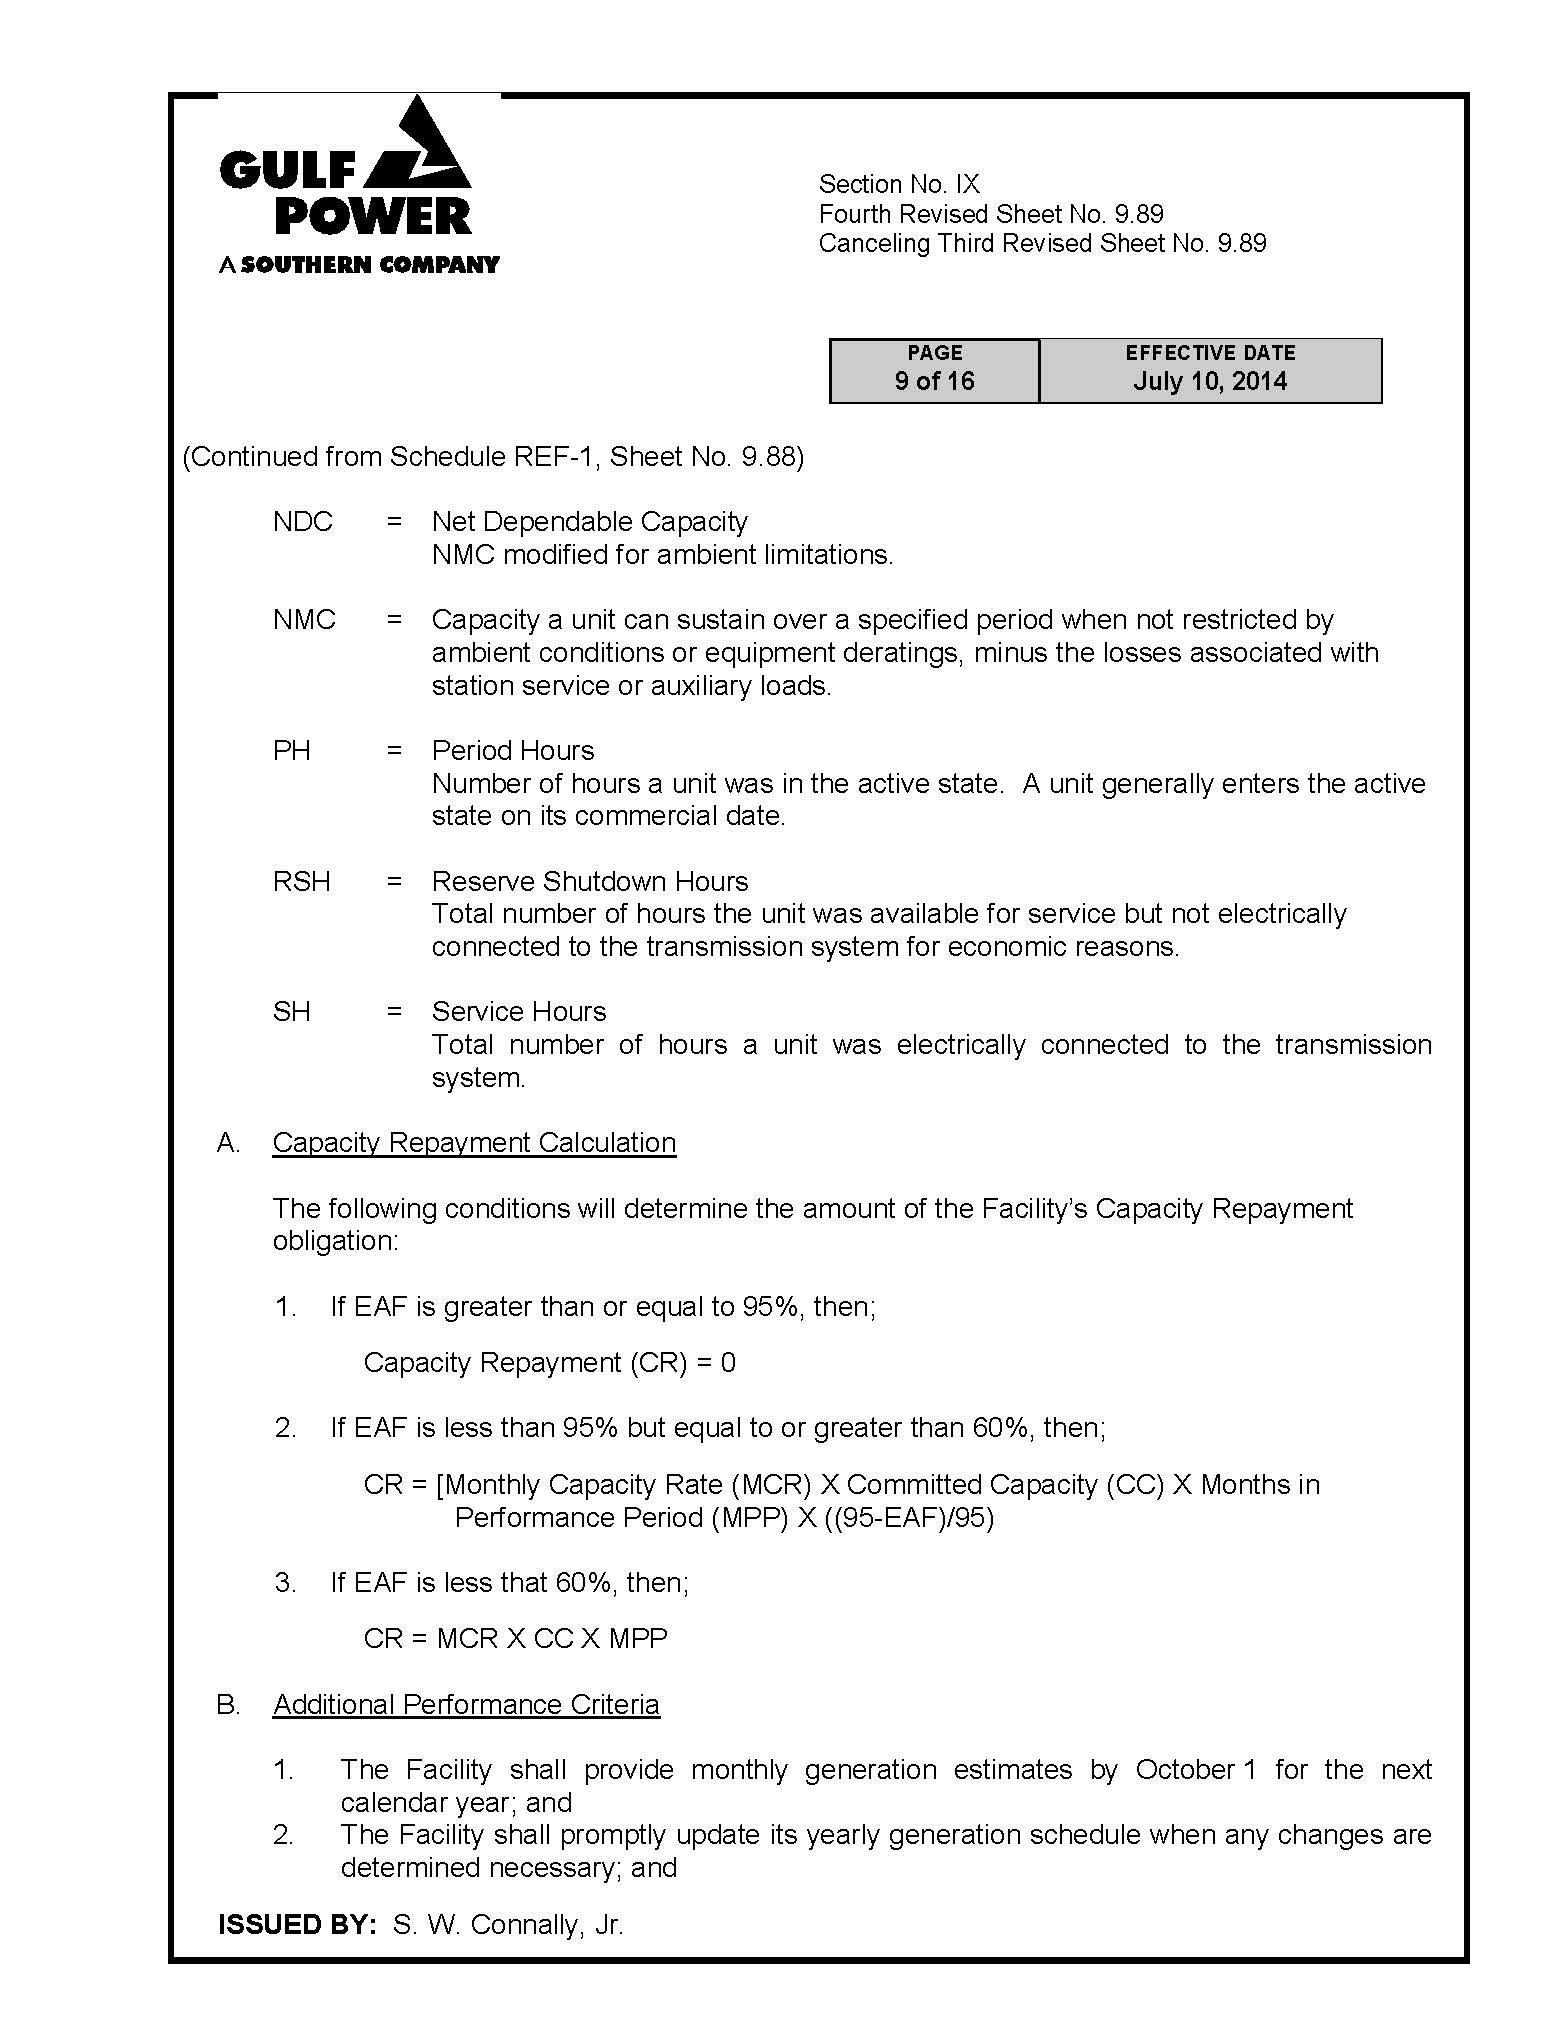 GULF
POWER
A SOUTHERN COMPANY
Section No. IX
Fourth Revised Sheet No. 9.89
Canceling Third Revised Sheet No. 9.89
PAGE
9 of 16
EFFECTIVE DATE
July 10, 2014
(Continued from Schedule REF-1, Sheet No. 9.88)
NDC = Net Dependable Capacity
NMC modified for ambient limitations.
NMC = Capacity a unit can sustain over a specified period when not restricted by
ambient conditions or equipment deratings, minus the losses associated with
station service or auxiliary loads.
PH = Period Hours
Number of hours a unit was in the active state. A unit generally enters the active
state on its commercial date.
RSH = Reserve Shutdown Hours
Total number of hours the unit was available for service but not electrically
connected to the transmission system for economic reasons.
SH = Service Hours
Total number of hours a unit was electrically connected to the transmission
system.
A. Capacity Repayment Calculation
The following conditions will determine the amount of the Facility’s Capacity Repayment
obligation:
1. If EAF is greater than or equal to 95%, then;
Capacity Repayment (CR) = 0
2. If EAF is less than 95% but equal to or greater than 60%, then;
CR = [Monthly Capacity Rate (MCR) X Committed Capacity (CC) X Months in
Performance Period (MPP) X ((95-EAF)/95)
3. If EAF is less that 60%, then;
CR = MCR X CC X MPP
B. Additional Performance Criteria
1. The Facility shall provide monthly generation estimates by October 1 for the next
calendar year; and
2. The Facility shall promptly update its yearly generation schedule when any changes are
determined necessary; and
ISSUED BY: S. W. Connally, Jr.